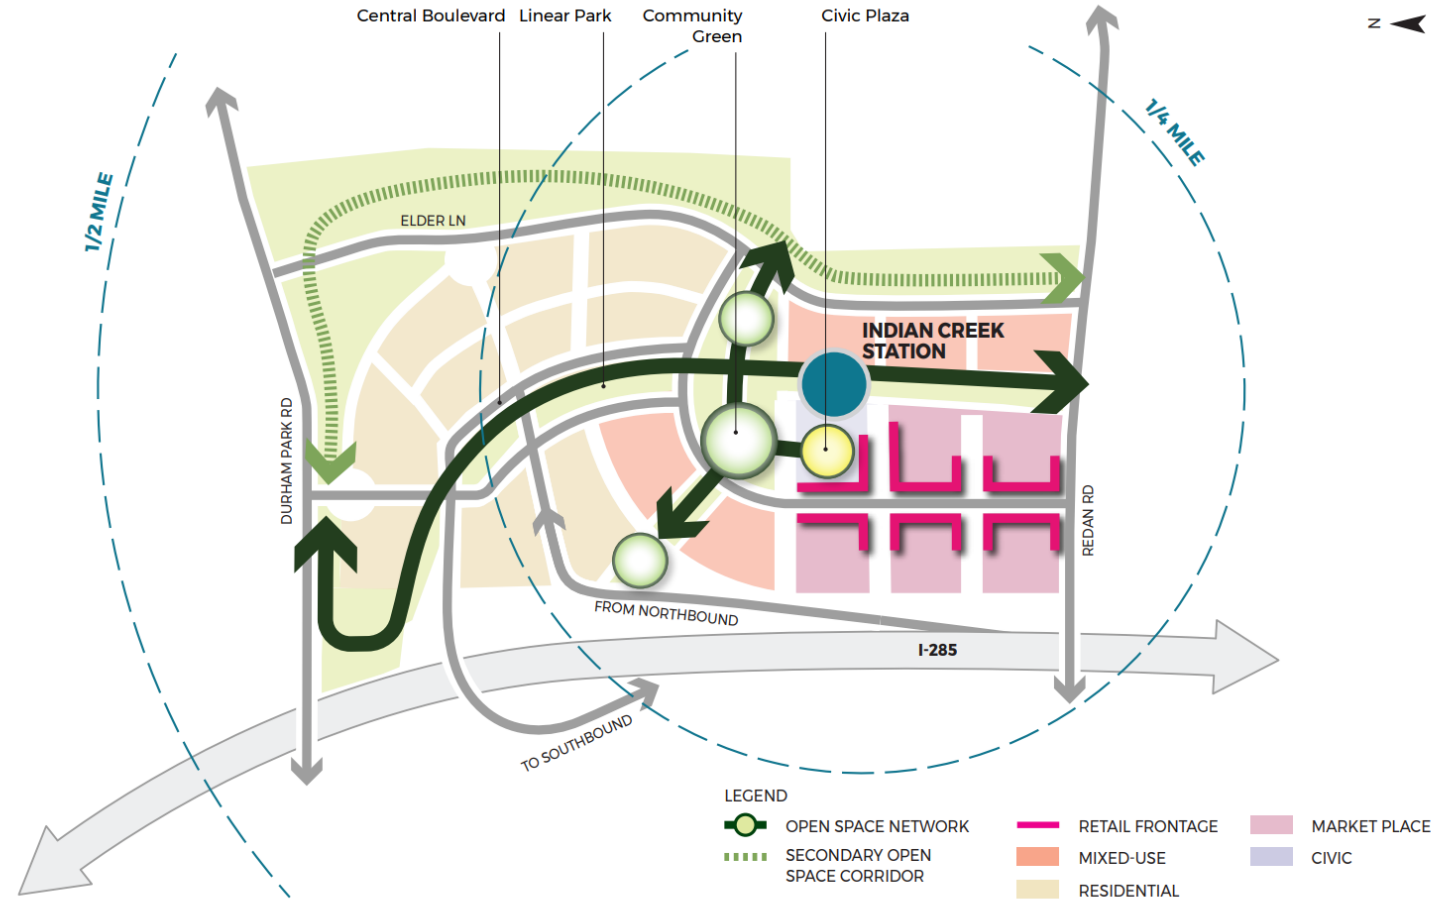 Central Boulevard
Linear Park
Community
Green
Civic Plaza
N
1/4 MILE
1/2 MILE
ELDER LN
INDIAN CREEK
STATION
DURHAM PARK RD
REDAN RD
FROM NORTHBOUND
I-285
TO SOUTHBOUND
LEGEND
OPEN SPACE NETWORK
SECONDARY OPEN
SPACE CORRIDOR
RETAIL FRONTAGE
MIXED-USE
RESIDENTIAL
MARKET PLACE
CIVIC